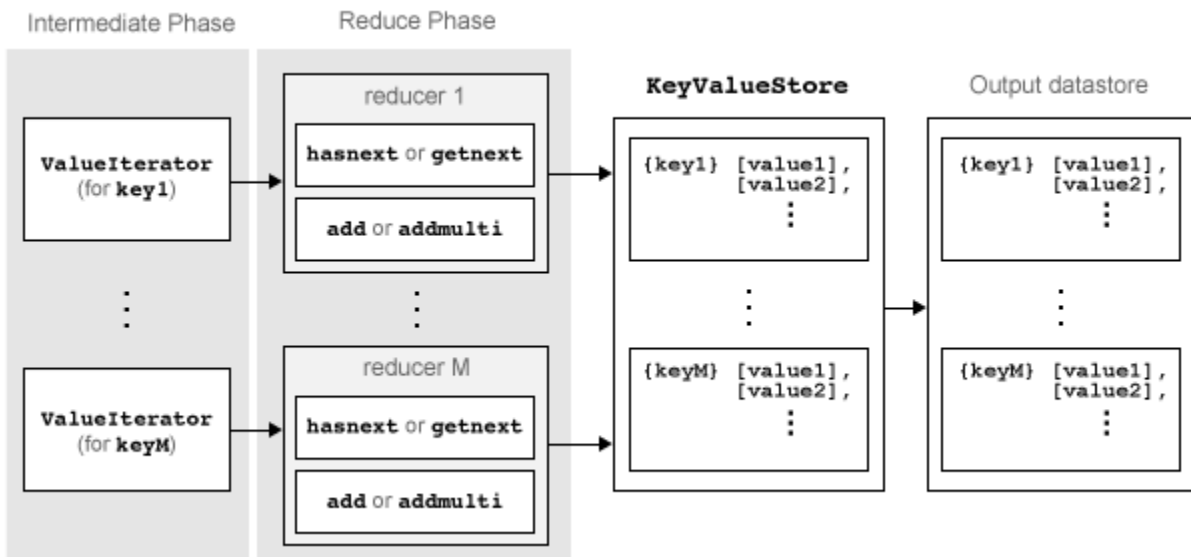 Intermediate Phase
Reduce Phase
KeyValueStore
Output datastore
ValueIterator
(for key1)
reducer 1
hasnext or getnext
add or addmulti
{key1} [value1],
[value2],
{key1} [value1],
[value2],
ValueIterator
(for keyM)
reducer M
hasnext or getnext
add or addmulti
{keyM} [value1],
[value2],
{keyM} [value1],
[value2],